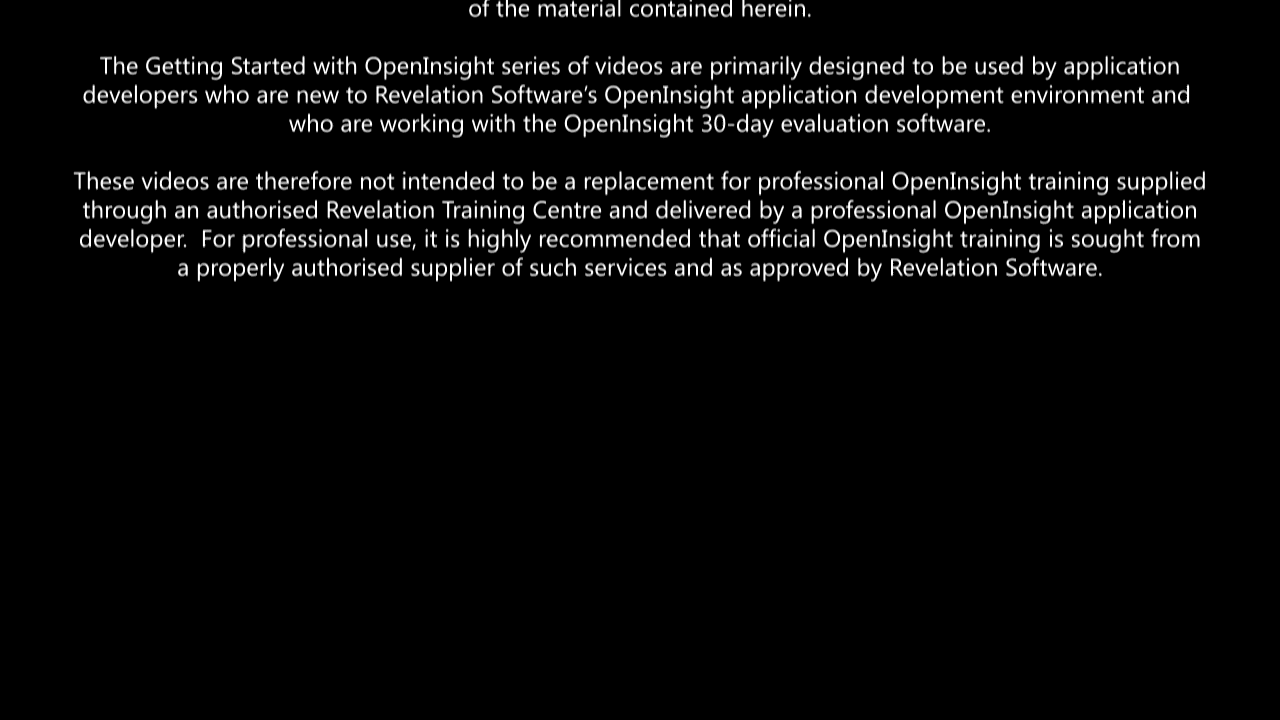 of the material contained herein.
The Getting Started with OpenInsight series of videos are primarily designed to be used by application
developers who are new to Revelation Software's OpenInsight application development environment and
who are working with the OpenInsight 30-day evaluation software.
These videos are therefore not intended to be a replacement for professional OpenInsight training supplied
through an authorised Revelation Training Centre and delivered by a professional OpenInsight application
developer.  For professional use, it is highly recommended that official OpenInsight training is sought from
a properly authorised supplier of such services and as approved by Revelation Software.